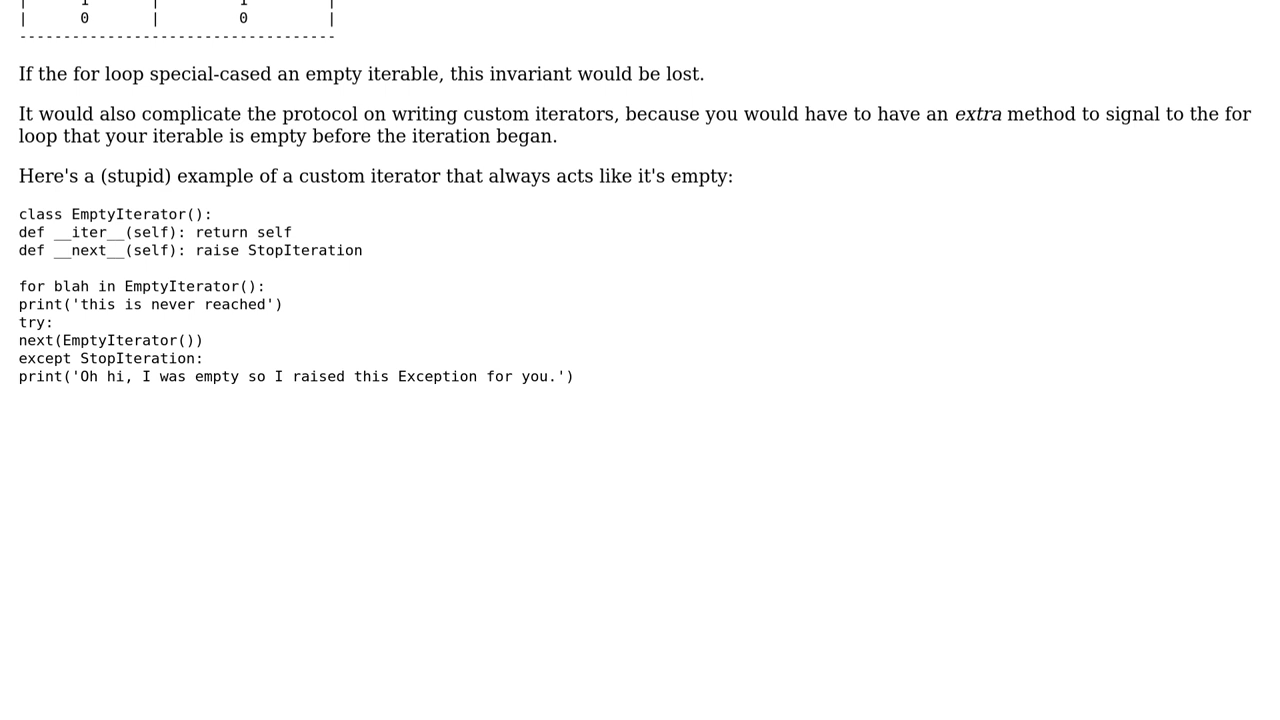 | 1 | 1 |
| 0 | 0 |
------------------------------------
If the for loop special-cased an empty iterable, this invariant would be lost.
It would also complicate the protocol on writing custom iterators, because you would have to have an extra method to signal to the for
loop that your iterable is empty before the iteration began.
Here's a (stupid) example of a custom iterator that always acts like it's empty:
class EmptyIterator():
def __iter__(self): return self
def __next__(self): raise StopIteration
for blah in EmptyIterator():
print('this is never reached')
try:
next(EmptyIterator())
except StopIteration:
print('Oh hi, I was empty so I raised this Exception for you.')